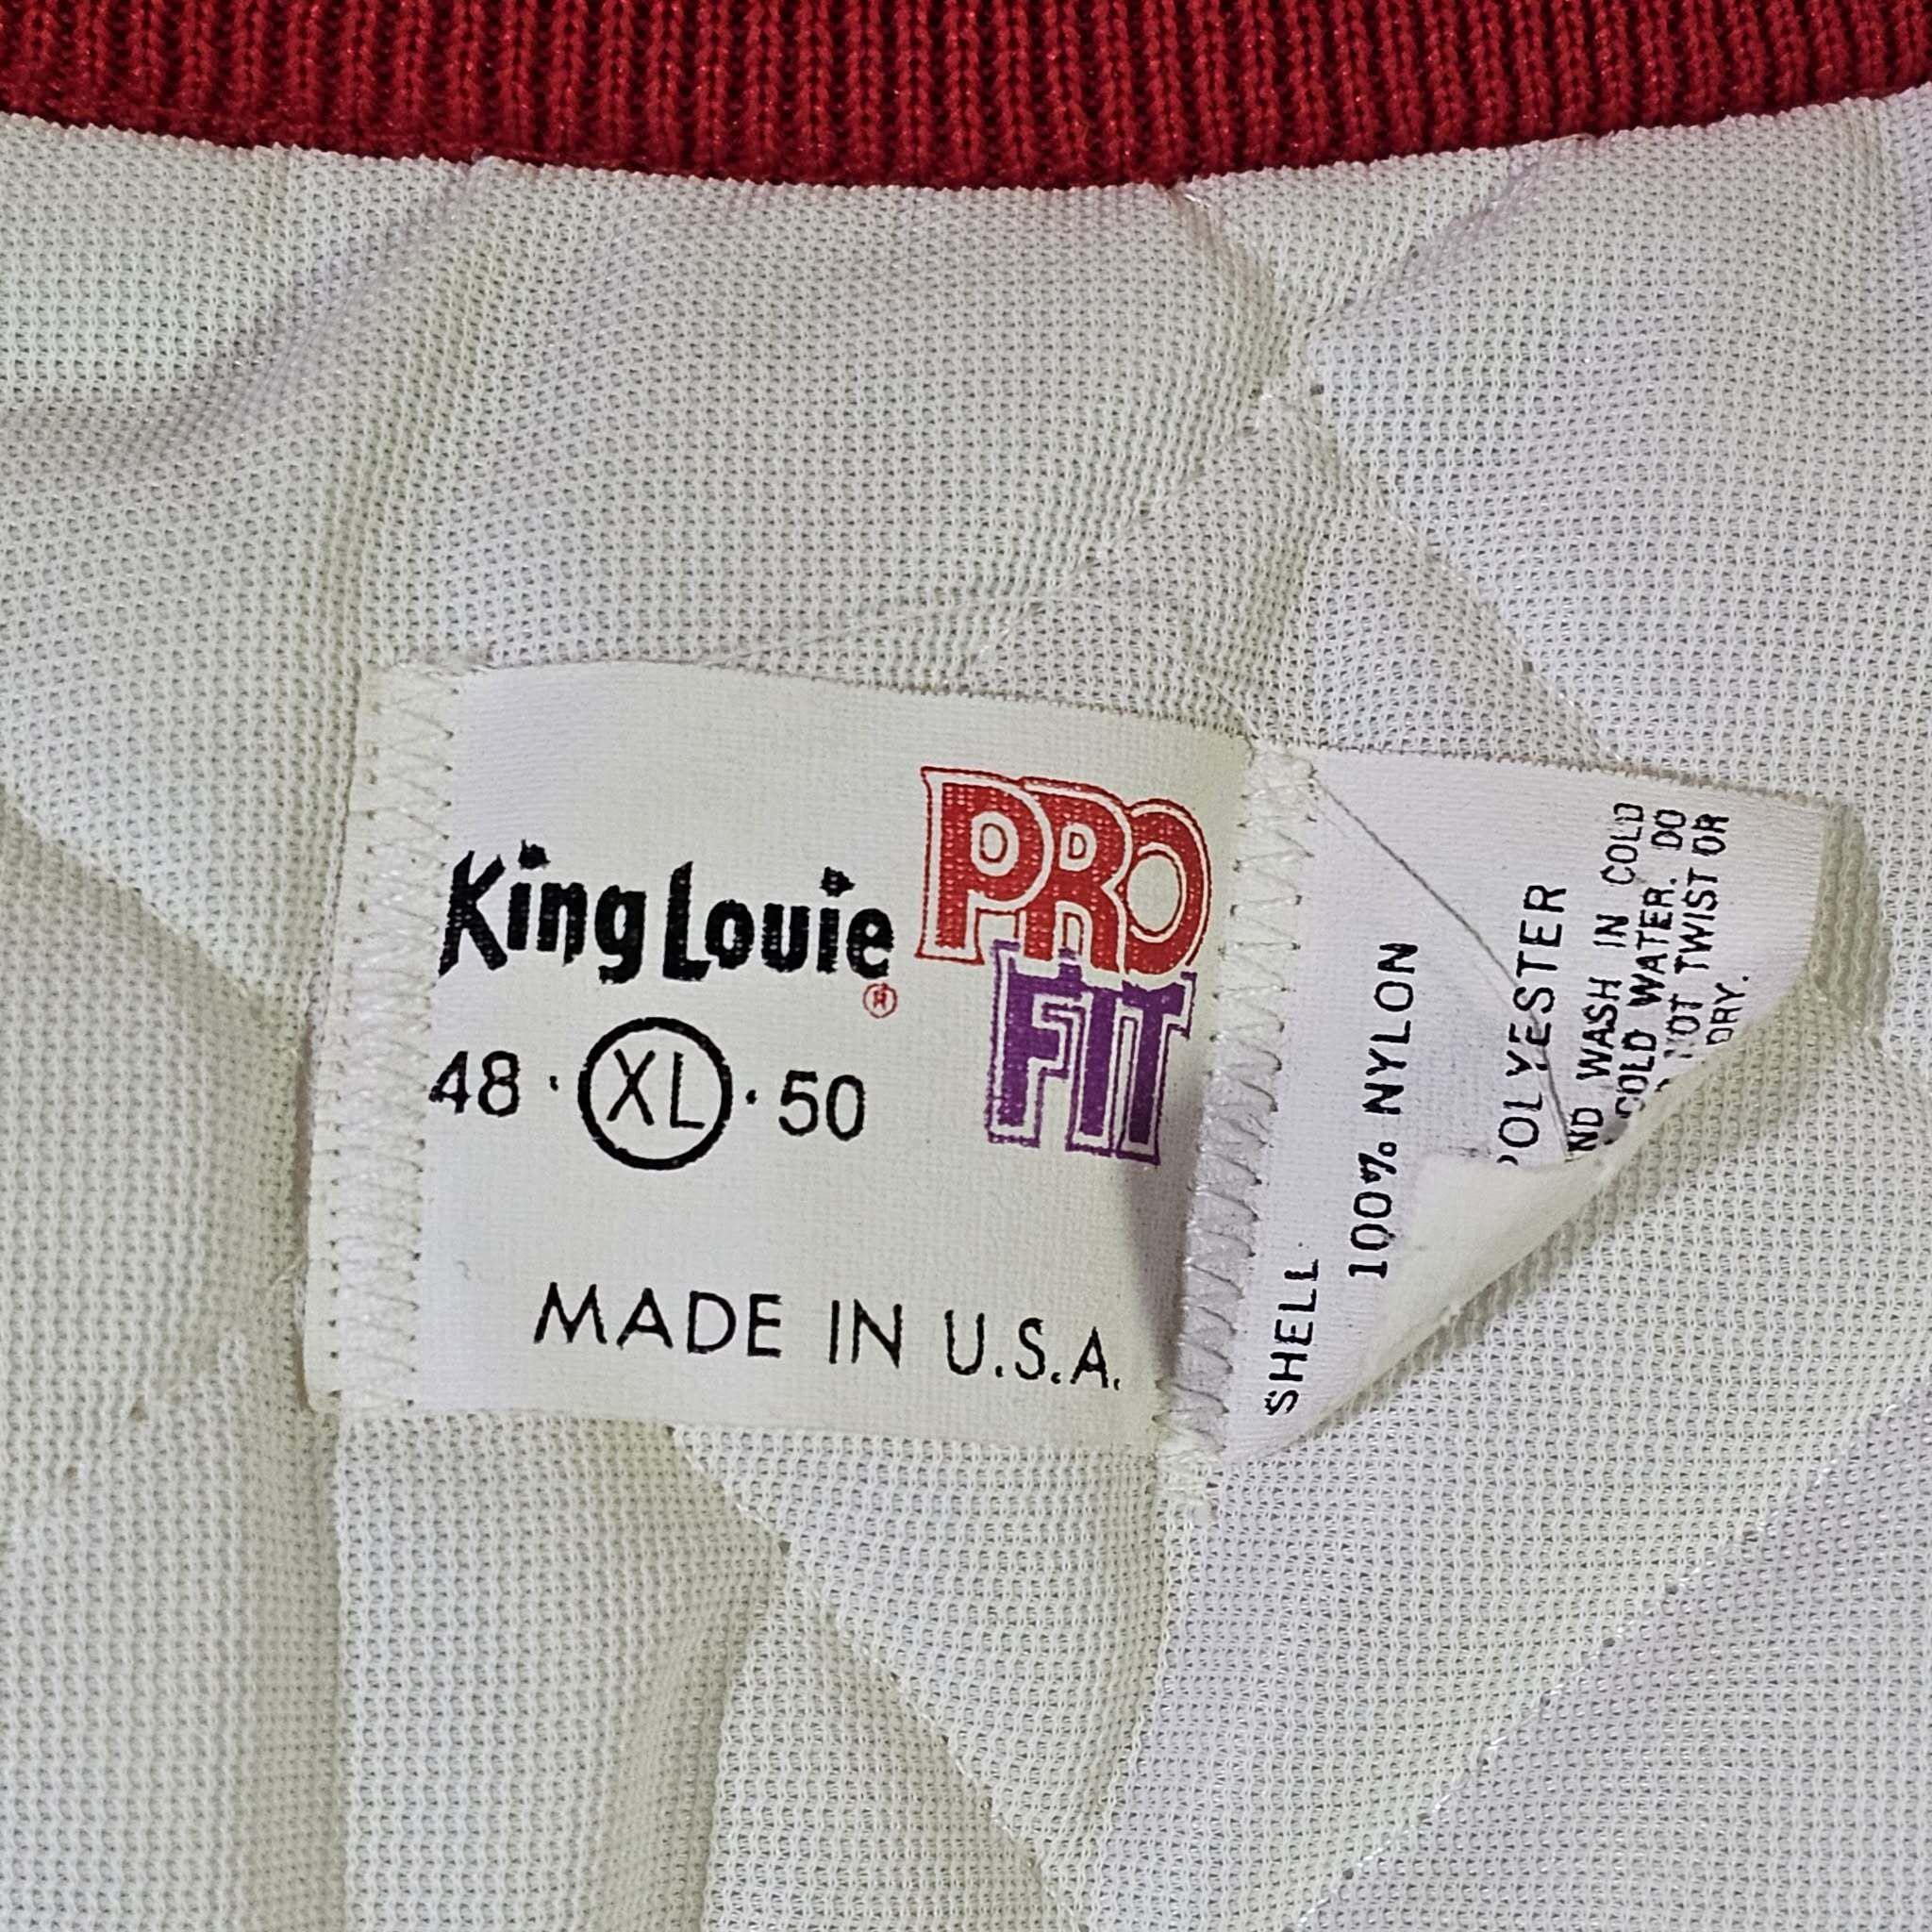 King Louie®
PRO
FIT
48 · XL · 50
MADE IN U.S.A.
SHELL
100% NYLON
POLYESTER
WASH IN COLD
COLD WATER. DO
NOT TWIST OR
DRY.